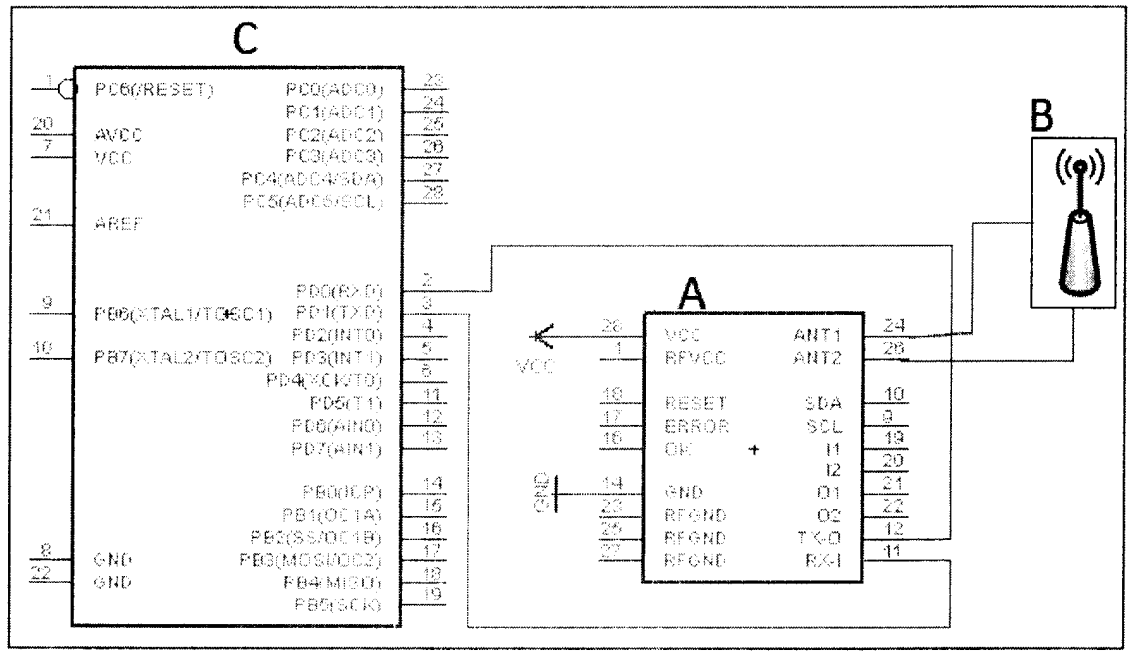 C
1 PC6(/RESET) PC0(ADC0) 23
PC1(ADC1) 24
20 AVCC PC2(ADC2) 25
7 VCC PC3(ADC3) 26
PC4(ADC4/SDA) 27
PC5(ADC5/SCL) 28
21 AREF
PD0(RXD) 2
9 PB6(XTAL1/TOSC1) PD1(TXD) 3
PD2(INT0) 4
10 PB7(XTAL2/TOSC2) PD3(INT1) 5
PD4(XCK/T0) 6
PD5(T1) 11
PD6(AIN0) 12
PD7(AIN1) 13
PB0(ICP) 14
PB1(OC1A) 15
PB2(SS/OC1B) 16
8 GND PB3(MOSI/OC2) 17
22 GND PB4(MISO) 18
PB5(SCK) 19
B
A
VCC
28 VCC ANT1 24
1 RFVCC ANT2 26
18 RESET SDA 10
17 ERROR SCL 9
16 OK I1 19
I2 20
GND
14 GND O1 21
23 RFGND O2 22
25 RFGND TXO 12
27 RFGND RXI 11